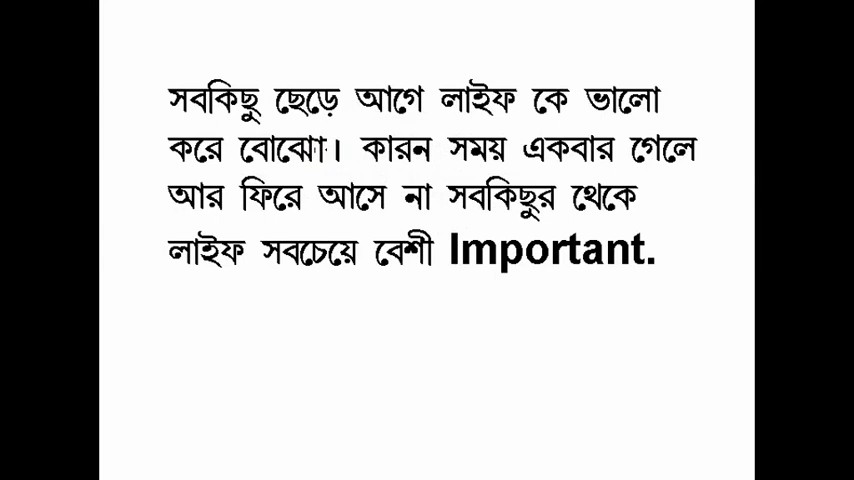 সবকিছু ছেড়ে আগে লাইফ কে ভালো
করে বোঝো। কারন সময় একবার গেলে
আর ফিরে আসে না সবকিছুর থেকে
লাইফ সবচেয়ে বেশী Important.